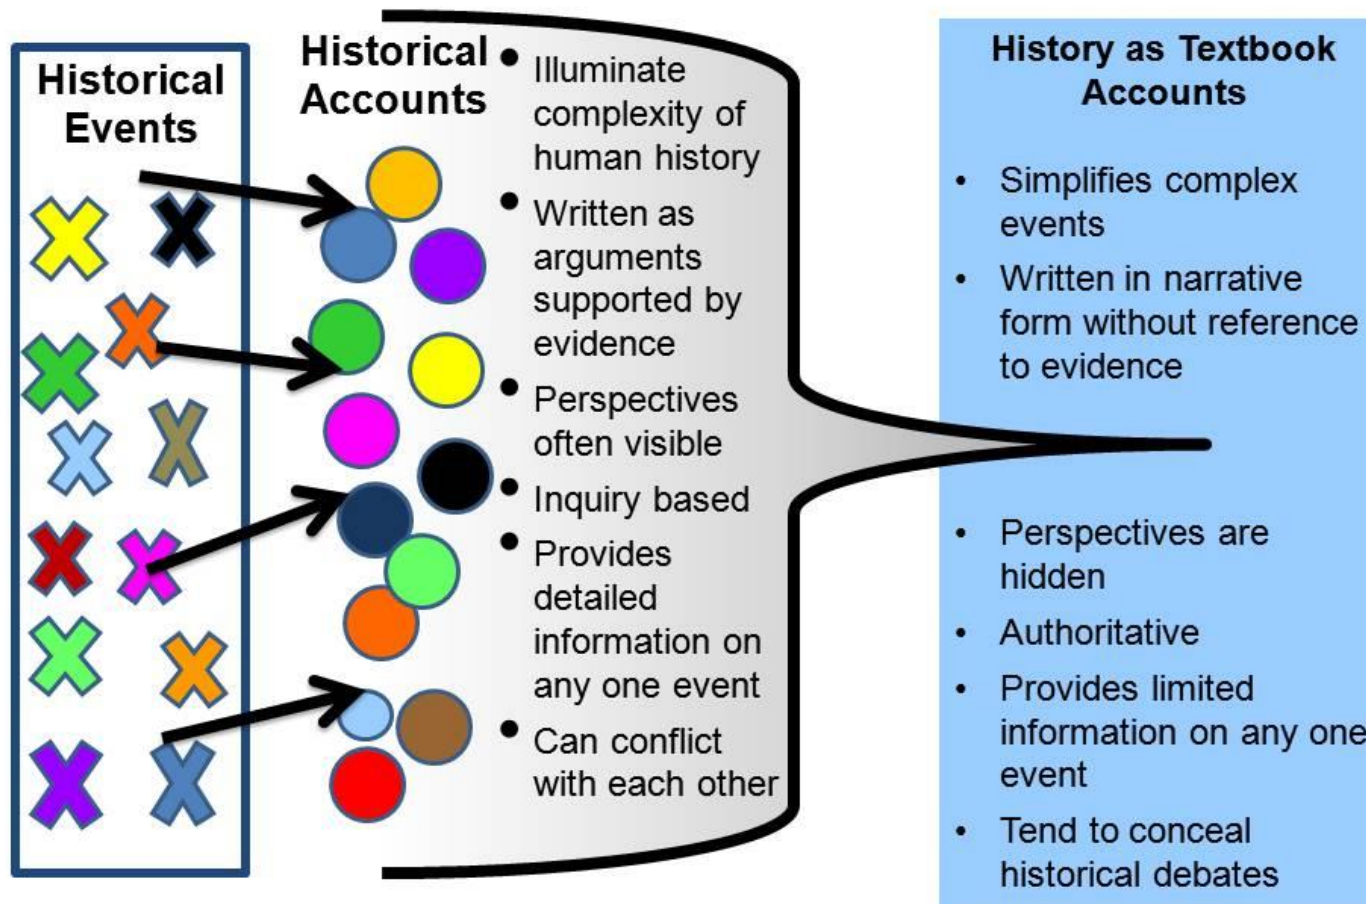 Historical
Events
Historical
Accounts
• Illuminate
complexity of
human history
• Written as
arguments
supported by
evidence
• Perspectives
often visible
• Inquiry based
• Provides
detailed
information on
any one event
• Can conflict
with each other
History as Textbook
Accounts
• Simplifies complex
events
• Written in narrative
form without reference
to evidence
• Perspectives are
hidden
• Authoritative
• Provides limited
information on any one
event
• Tend to conceal
historical debates